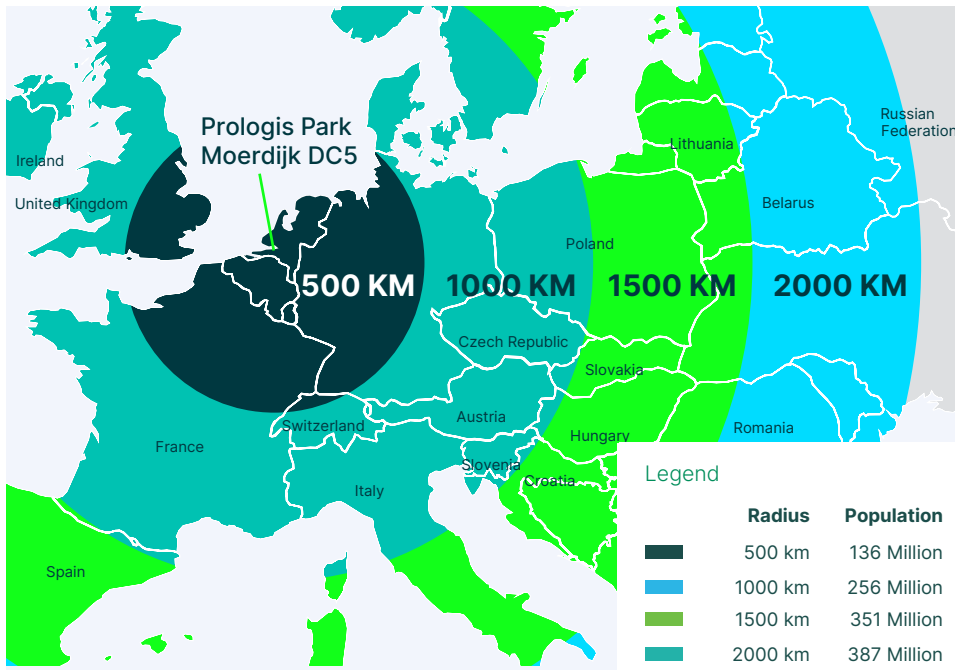 Prologis Park
Moerdijk DC5
Ireland
United Kingdom
Lithuania
Russian
Federation
Belarus
Poland
500 KM
1000 KM
1500 KM
2000 KM
Czech Republic
Slovakia
Switzerland
Austria
France
Hungary
Romania
Slovenia
Croatia
Italy
Spain
Legend
Radius Population
500 km 136 Million
1000 km 256 Million
1500 km 351 Million
2000 km 387 Million